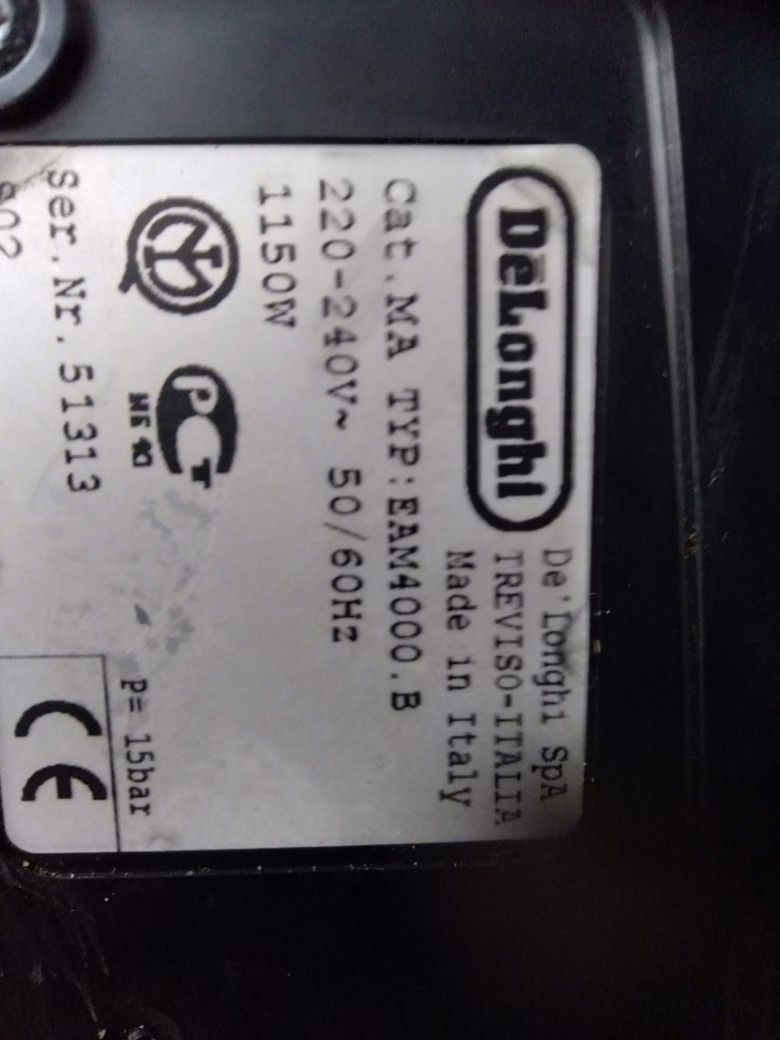 DeLonghi
De'Longhi SpA
TREVISO-ITALIA
Made in Italy
Cat.MA TYP:EAM4000.B
220-240V~ 50/60Hz
1150W
PCT
p= 15bar
Ser.Nr.51313
CE